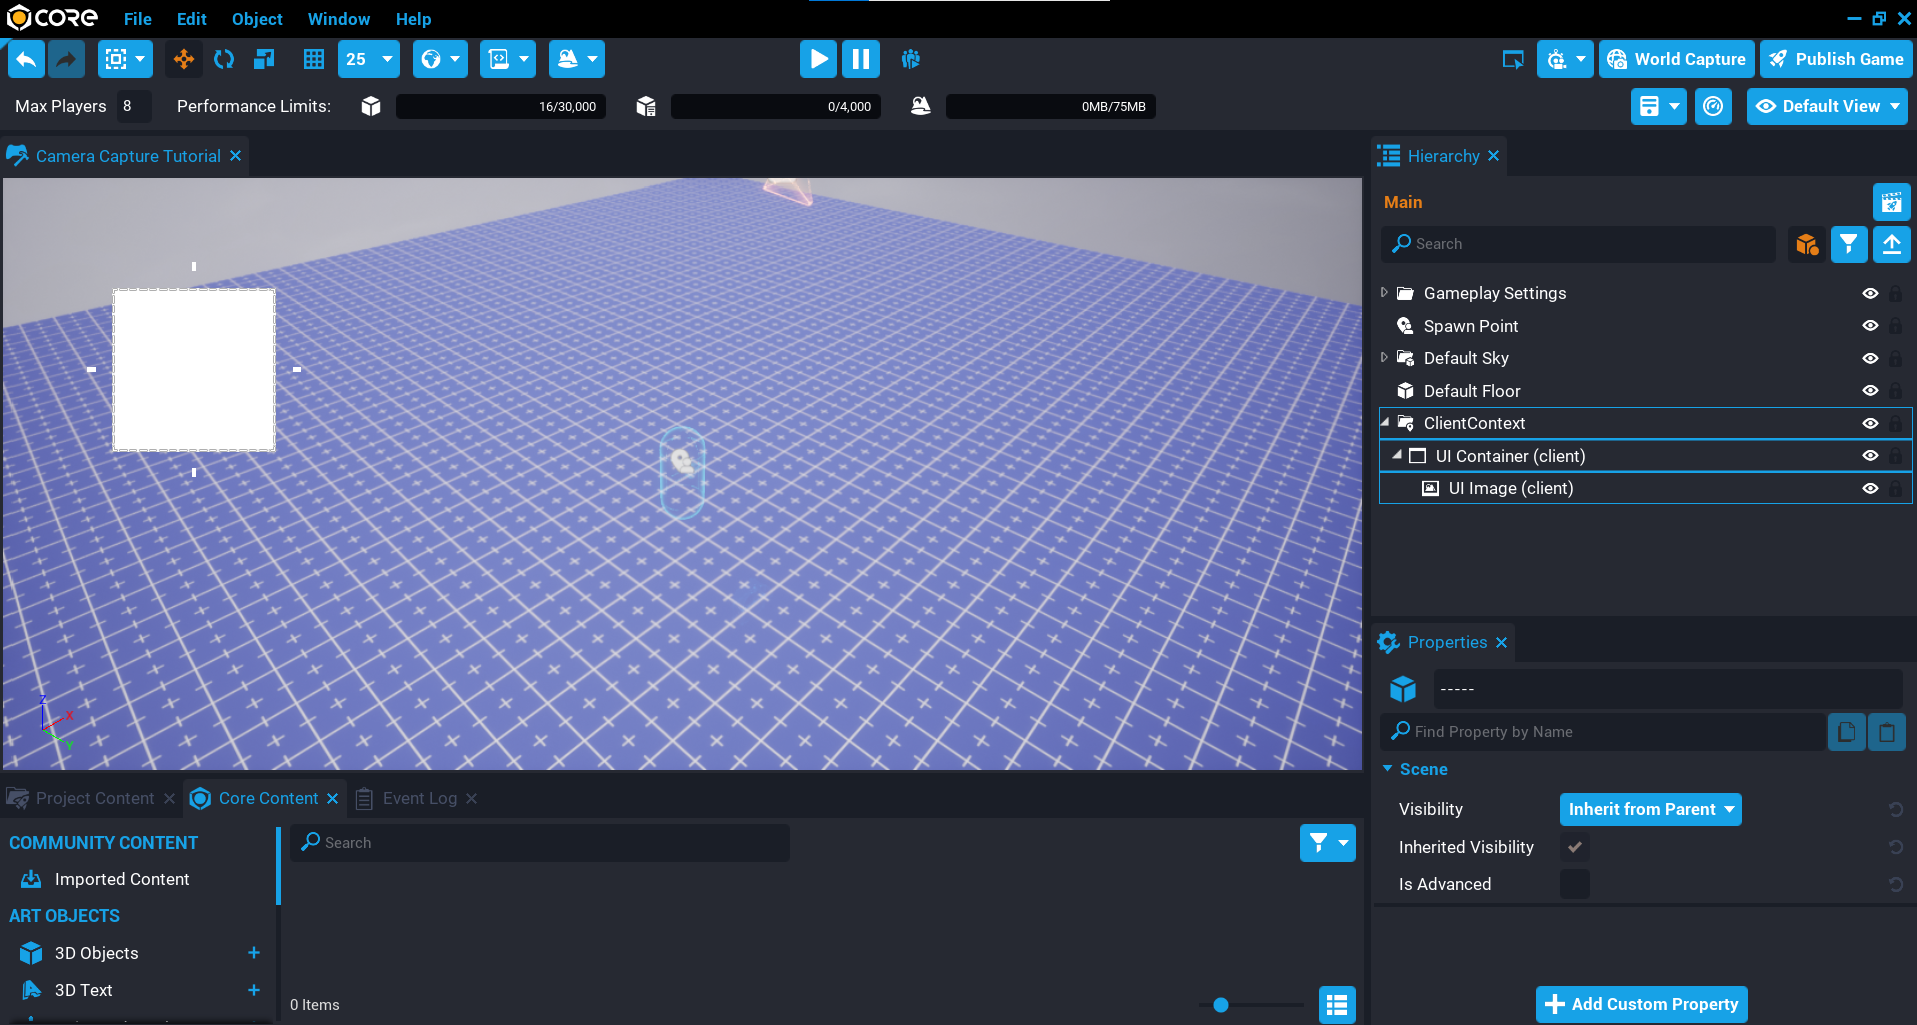 CORE File Edit Object Window Help
25 World Capture Publish Game
Max Players 8 Performance Limits: 16/30,000 0/4,000 0MB/75MB Default View
Camera Capture Tutorial
Z
X
Y
Hierarchy
Main
Search
Gameplay Settings
Spawn Point
Default Sky
Default Floor
ClientContext
UI Container (client)
UI Image (client)
Properties
-----
Find Property by Name
Scene
Visibility Inherit from Parent
Inherited Visibility
Is Advanced
Add Custom Property
Project Content Core Content Event Log
COMMUNITY CONTENT
Imported Content
ART OBJECTS
3D Objects
3D Text
Search
0 Items